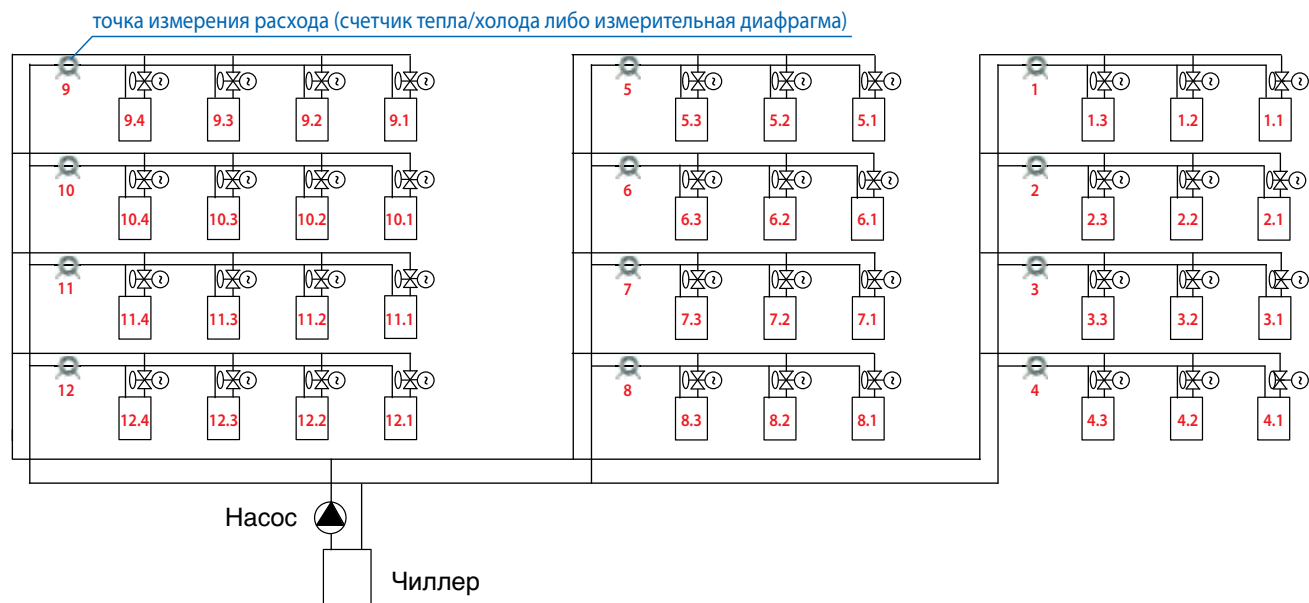 точка измерения расхода (счетчик тепла/холода либо измерительная диафрагма)
9 5 1
9.4 9.3 9.2 9.1 5.3 5.2 5.1 1.3 1.2 1.1
10 6 2
10.4 10.3 10.2 10.1 6.3 6.2 6.1 2.3 2.2 2.1
11 7 3
11.4 11.3 11.2 11.1 7.3 7.2 7.1 3.3 3.2 3.1
12 8 4
12.4 12.3 12.2 12.1 8.3 8.2 8.1 4.3 4.2 4.1
Насос
Чиллер